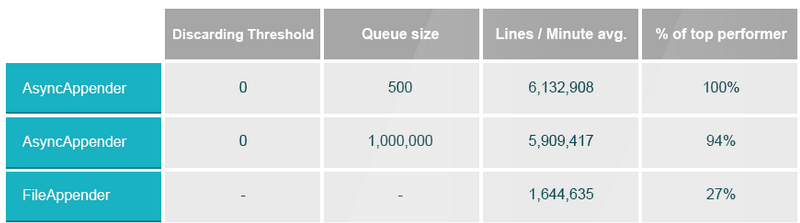 Discarding Threshold Queue size Lines / Minute avg. % of top performer
AsyncAppender 0 500 6,132,908 100%
AsyncAppender 0 1,000,000 5,909,417 94%
FileAppender - - 1,644,635 27%